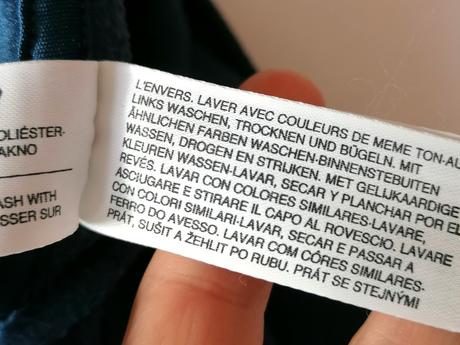 OLIÉSTER-
AKNO
ASH WITH
SSER SUR
L'ENVERS. LAVER AVEC COULEURS DE MEME TON-AU
LINKS WASCHEN, TROCKNEN UND BÜGELN. MIT
ÄHNLICHEN FARBEN WASCHEN-BINNENSTEBUITEN
WASSEN, DROGEN EN STRIJKEN. MET GELIJKAARDIGE
KLEUREN WASSEN-LAVAR, SECAR Y PLANCHAR POR EL
REVÉS. LAVAR CON COLORES SIMILARES-LAVARE,
ASCIUGARE E STIRARE IL CAPO AL ROVESCIO. LAVARE
CON COLORI SIMILARI-LAVAR, SECAR E PASSAR A
FERRO DO AVESSO. LAVAR COM CÔRES SIMILARES-
PRÁT, SUŠIT A ŽEHLIT PO RUBU. PRÁT SE STEJNÝMI